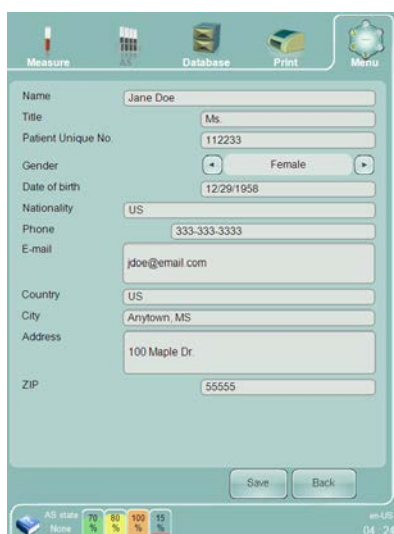 Measure AS Database Print Menu
Name Jane Doe
Title Ms.
Patient Unique No. 112233
Gender Female
Date of birth 12/29/1958
Nationality US
Phone 333-333-3333
E-mail jdoe@email.com
Country US
City Anytown, MS
Address 100 Maple Dr.
ZIP 55555
Save Back
AS state 70 80 100 15 en-US
None % % % % 04 24